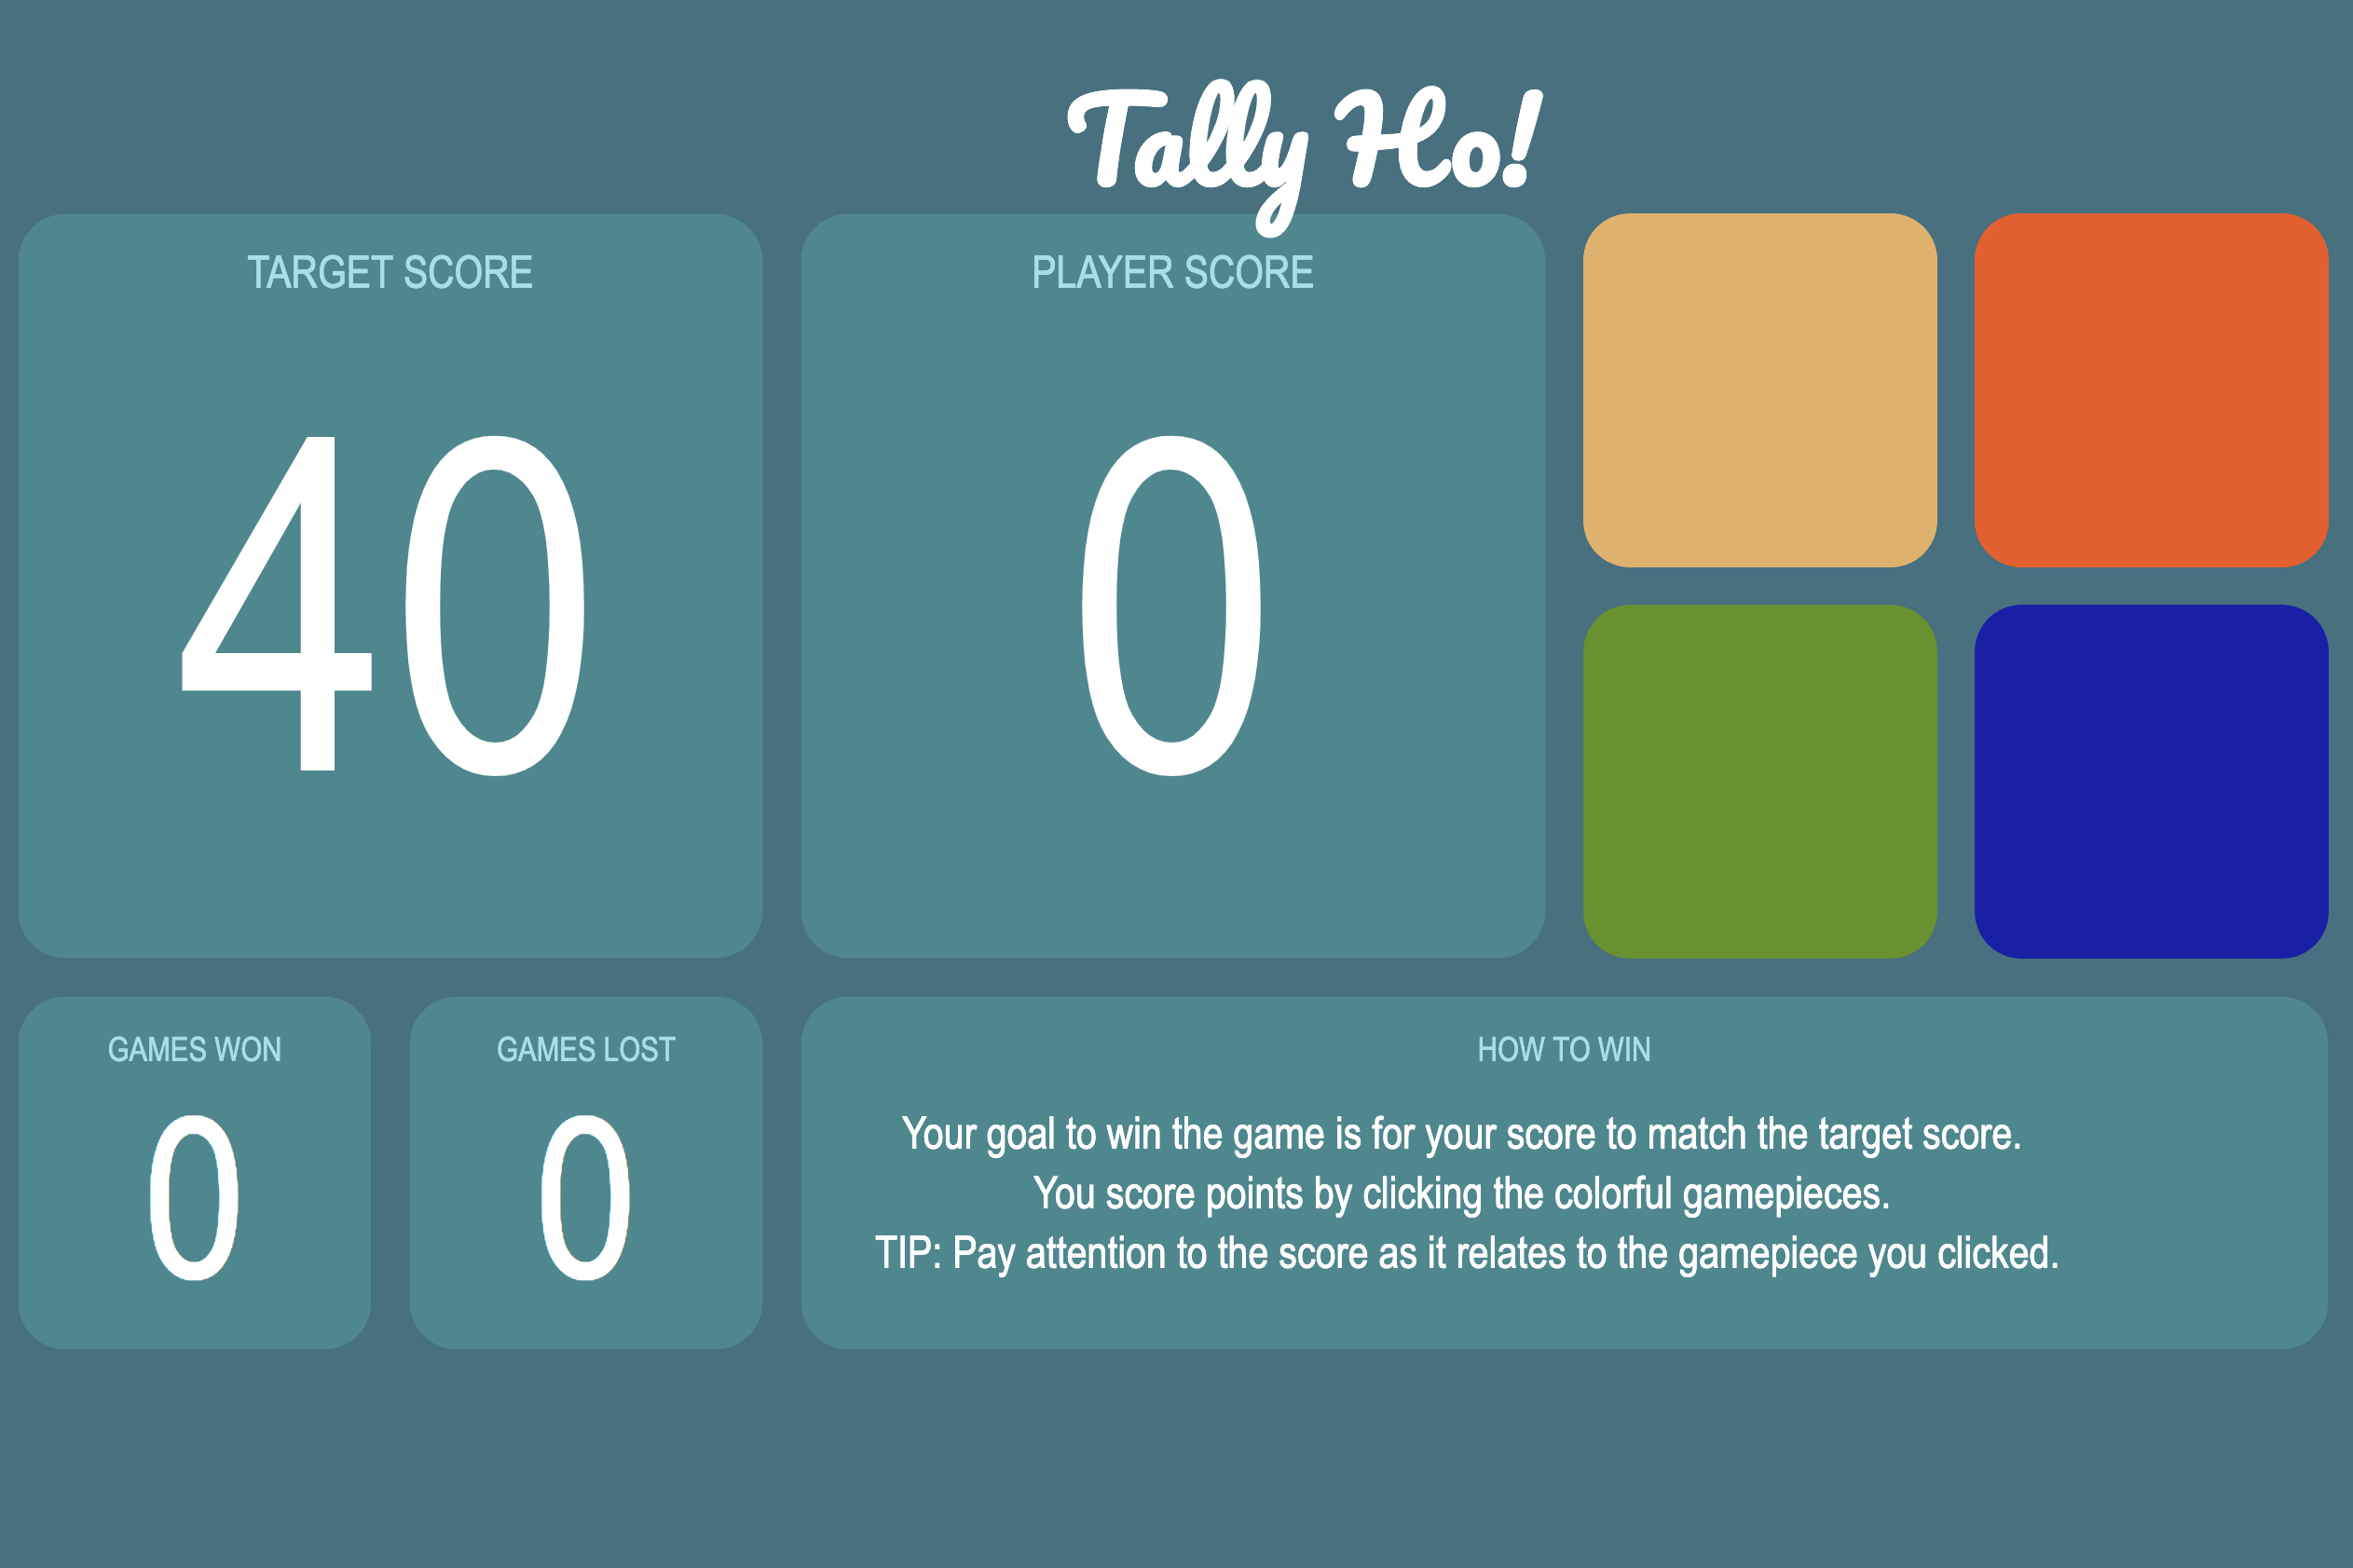 Tally Ho!
TARGET SCORE
40
PLAYER SCORE
0
GAMES WON
0
GAMES LOST
0
HOW TO WIN
Your goal to win the game is for your score to match the target score.
You score points by clicking the colorful gamepieces.
TIP: Pay attention to the score as it relates to the gamepiece you clicked.